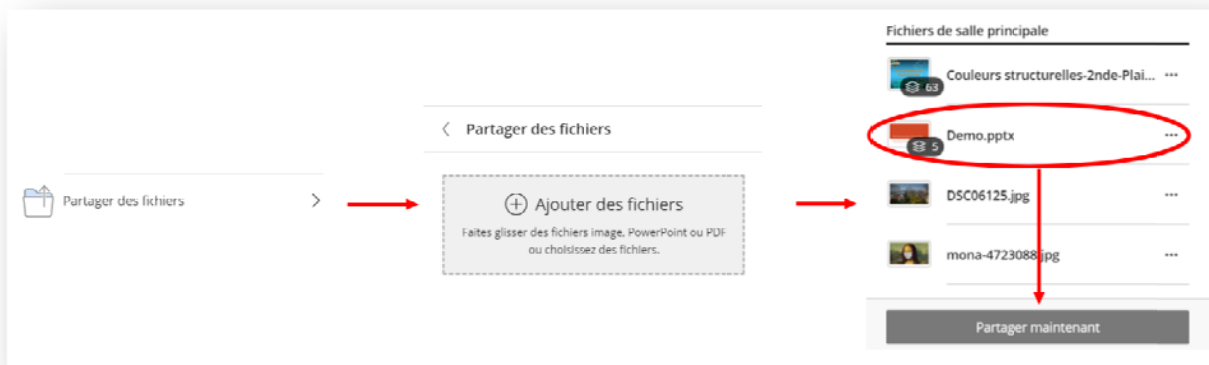 Partager des fichiers
Partager des fichiers
Ajouter des fichiers
Faites glisser des fichiers image, PowerPoint ou PDF
ou choisissez des fichiers.
Fichiers de salle principale
Couleurs structurelles-2nde-Plai...
63
Demo.pptx
5
DSC06125.jpg
mona-4723088.jpg
Partager maintenant